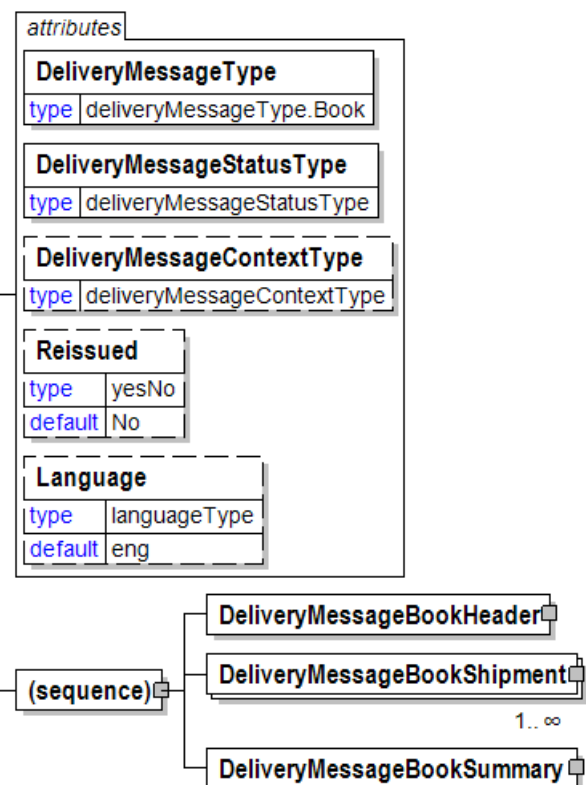 attributes
DeliveryMessageType
type deliveryMessageType.Book
DeliveryMessageStatusType
type deliveryMessageStatusType
DeliveryMessageContextType
type deliveryMessageContextType
Reissued
type yesNo
default No
Language
type languageType
default eng
DeliveryMessageBookHeader
(sequence)
DeliveryMessageBookShipment
1.. ∞
DeliveryMessageBookSummary